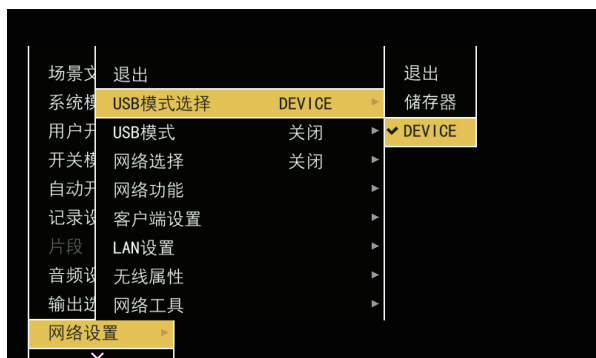 场景文 退出 退出
系统模 USB模式选择 DEVICE 储存器
用户开 USB模式 关闭 DEVICE
开关模 网络选择 关闭
自动开 网络功能
记录设 客户端设置
片段 LAN设置
音频设 无线属性
输出选 网络工具
网络设置